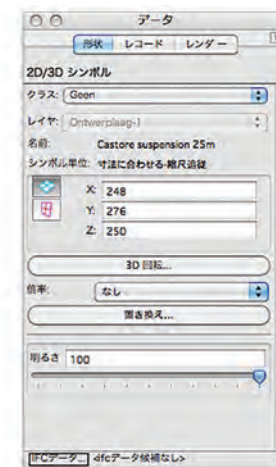 データ
形状 レコード レンダー
2D/3D シンボル
クラス: Geen
レイヤ: Ontwerplaag-1
名前: Castore suspension 25m
シンボル単位: 寸法に合わせる-縮尺追従
X: 248
Y: 276
Z: 250
3D 回転...
倍率: なし
置き換え...
明るさ 100
IFCデータ... <ifcデータ候補なし>